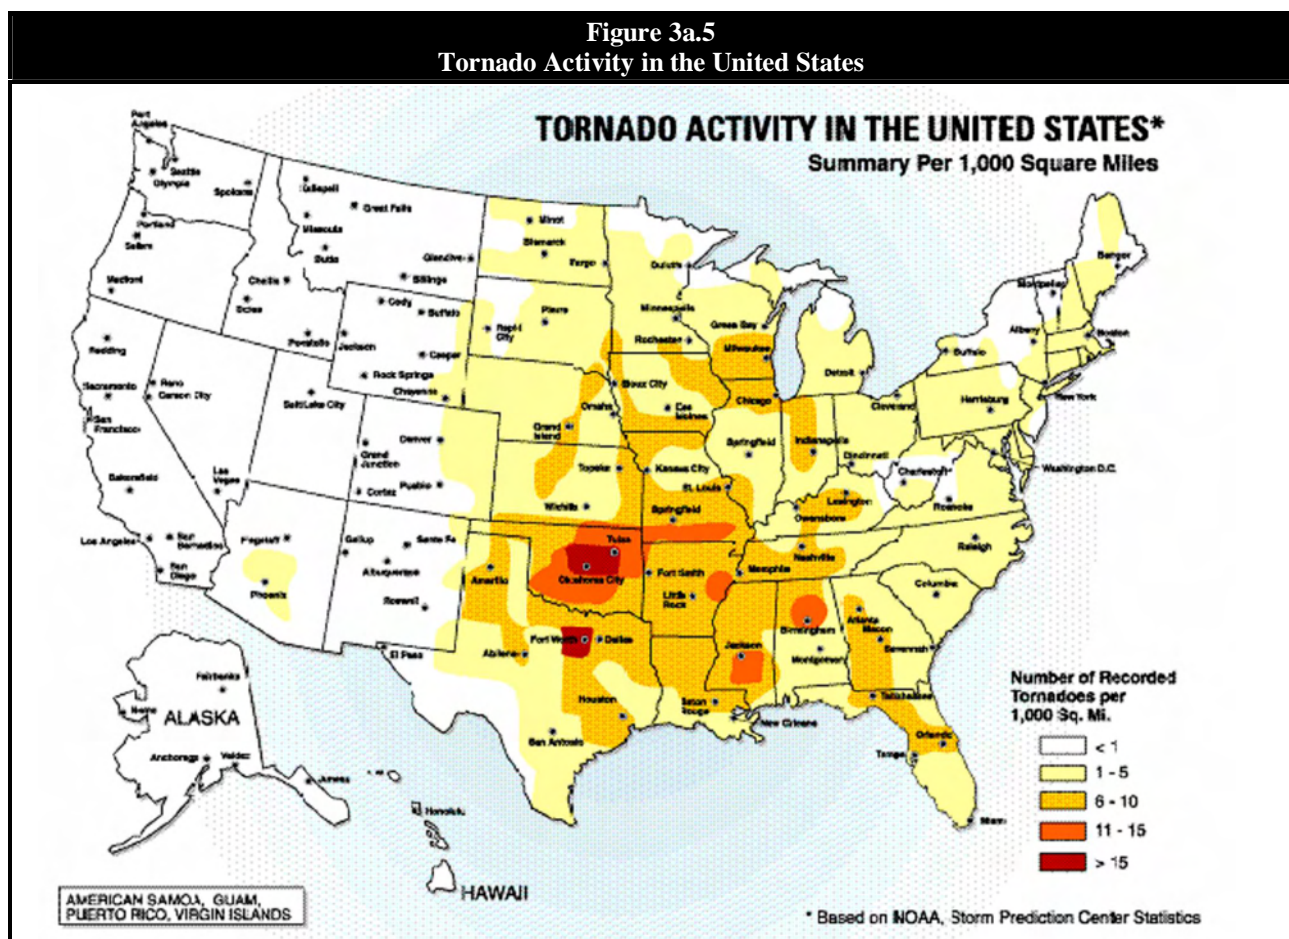 Figure 3a.5
Tornado Activity in the United States
TORNADO ACTIVITY IN THE UNITED STATES*
Summary Per 1,000 Square Miles
Port
Angeles
Seattle
Olympia
Spokane
Kalispell
Great Falls
Minot
Portland
Salem
Missoula
Bismarck
Butte
Glendive
Fargo
Duluth
Bangor
Medford
Challis
Billings
Montpelier
Boise
Cody
Buffalo
Pierre
Minneapolis
Green Bay
Rapid
City
Redding
Pocatello
Jackson
Rochester
Milwaukee
Albany
Boston
Buffalo
Casper
Rock Springs
Detroit
Sacramento
Reno
Carson City
Cheyenne
Sioux City
Salt Lake City
Omaha
Des
Moines
Chicago
Cleveland
Harrisburg
New York
San
Francisco
Grand
Island
Denver
Grand
Junction
Springfield
Indianapolis
Cincinnati
Topeka
Kansas City
Charleston
Washington D.C.
Bakersfield
Las
Vegas
Cortez
Pueblo
St. Louis
Lexington
Roanoke
Wichita
Springfield
Owensboro
Los Angeles
San
Bernadino
Flagstaff
Gallup
Santa Fe
Tulsa
Nashville
Raleigh
San
Diego
Albuquerque
Amarillo
Oklahoma City
Fort Smith
Memphis
Phoenix
Roswell
Little
Rock
Columbia
Birmingham
Atlanta
Macon
El Paso
Fort Worth
Dallas
Abilene
Jackson
Montgomery
Savannah
Fairbanks
Nome
ALASKA
Houston
Baton
Rouge
Tallahassee
New Orleans
San Antonio
Orlando
Tampa
Anchorage
Valdez
Juneau
Honolulu
Miami
HAWAII
Number of Recorded
Tornadoes per
1,000 Sq. Mi.
< 1
1 - 5
6 - 10
11 - 15
> 15
AMERICAN SAMOA, GUAM,
PUERTO RICO, VIRGIN ISLANDS
* Based on NOAA, Storm Prediction Center Statistics